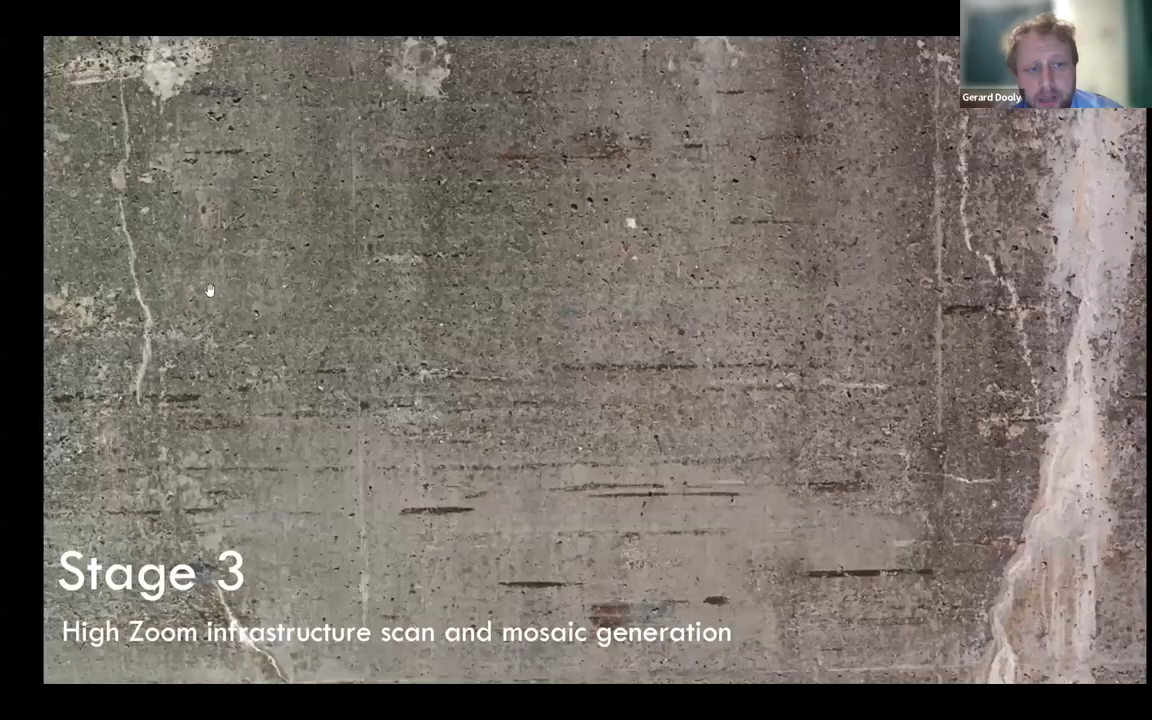 Gerard Dooly
Stage 3
High Zoom infrastructure scan and mosaic generation